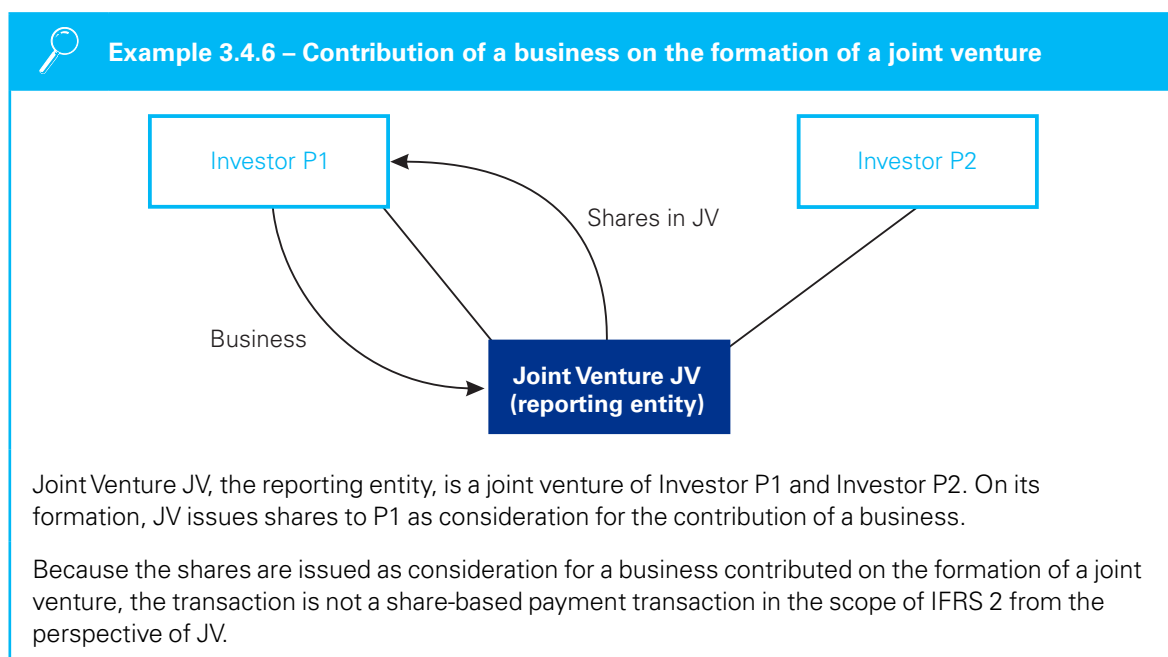 Example 3.4.6 – Contribution of a business on the formation of a joint venture
Investor P1
Investor P2
Shares in JV
Business
Joint Venture JV
(reporting entity)
Joint Venture JV, the reporting entity, is a joint venture of Investor P1 and Investor P2. On its
formation, JV issues shares to P1 as consideration for the contribution of a business.
Because the shares are issued as consideration for a business contributed on the formation of a joint
venture, the transaction is not a share-based payment transaction in the scope of IFRS 2 from the
perspective of JV.